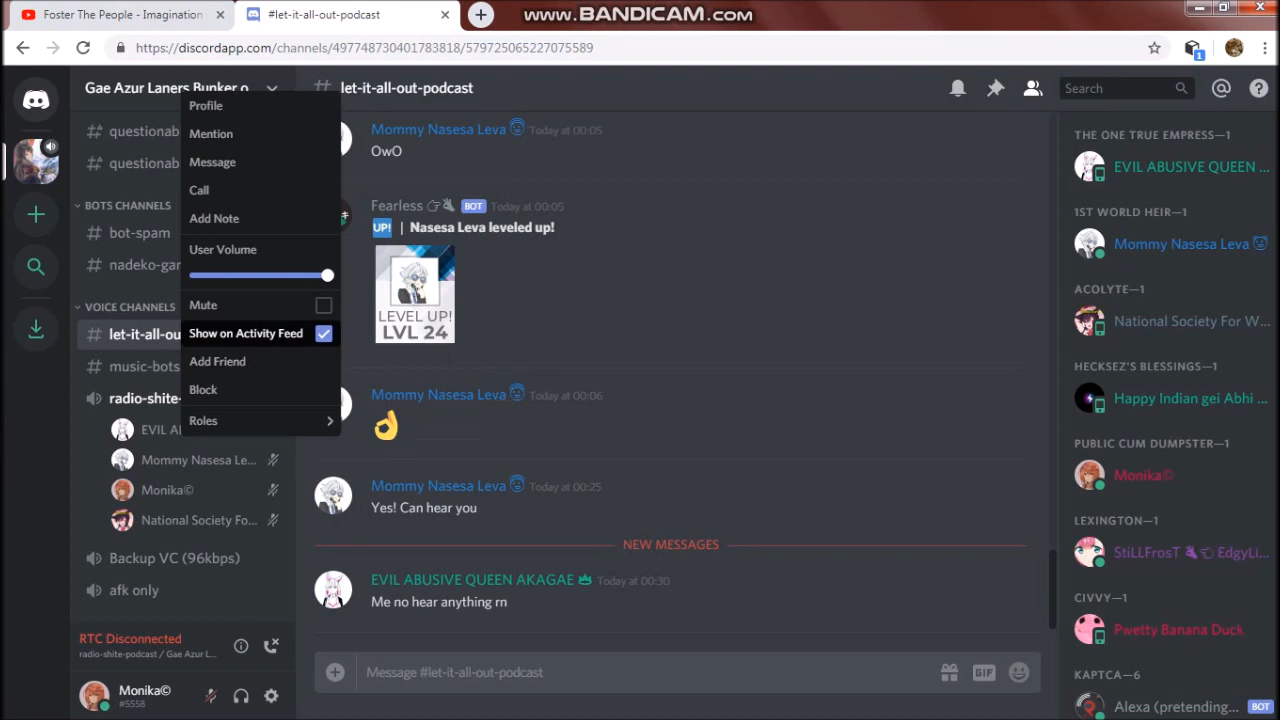 Foster The People - Imagination
#let-it-all-out-podcast
www.BANDICAM.com
https://discordapp.com/channels/497748730401783818/579725065227075589
1
Gae Azur Laners Bunker o
let-it-all-out-podcast
Search
questionab
questionab
BOTS CHANNELS
bot-spam
nadeko-gar
VOICE CHANNELS
let-it-all-ou
music-bots
radio-shite-
EVIL AB
Mommy Nasesa Le...
Monika©
National Society Fo...
Backup VC (96kbps)
afk only
RTC Disconnected
radio-shite-podcast / Gae Azur L...
Monika©
#5558
Profile
Mention
Message
Call
Add Note
User Volume
Mute
Show on Activity Feed
Add Friend
Block
Roles
Mommy Nasesa Leva Today at 00:05
OwO
Fearless BOT Today at 00:05
UP! | Nasesa Leva leveled up!
LEVEL UP!
LVL 24
Mommy Nasesa Leva Today at 00:06
Mommy Nasesa Leva Today at 00:25
Yes! Can hear you
NEW MESSAGES
EVIL ABUSIVE QUEEN AKAGAE Today at 00:30
Me no hear anything rn
Message #let-it-all-out-podcast
GIF
THE ONE TRUE EMPRESS—1
EVIL ABUSIVE QUEEN ...
1ST WORLD HEIR—1
Mommy Nasesa Leva
ACOLYTE—1
National Society For W...
HECKSEZ'S BLESSINGS—1
Happy Indian gei Abhi ...
PUBLIC CUM DUMPSTER—1
Monika©
LEXINGTON—1
StiLLFrosT EdgyLi...
CIVVY—1
Pwetty Banana Duck
KAPTCA—6
Alexa (pretending... BOT